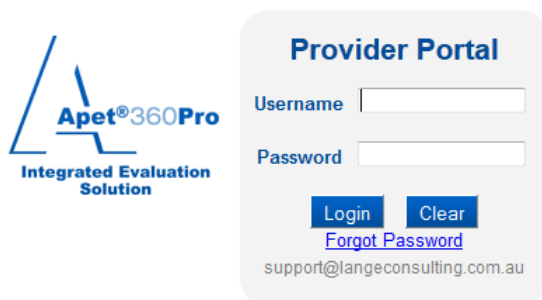 Apet®360Pro
Integrated Evaluation
Solution
Provider Portal
Username
Password
Login Clear
Forgot Password
support@langeconsulting.com.au